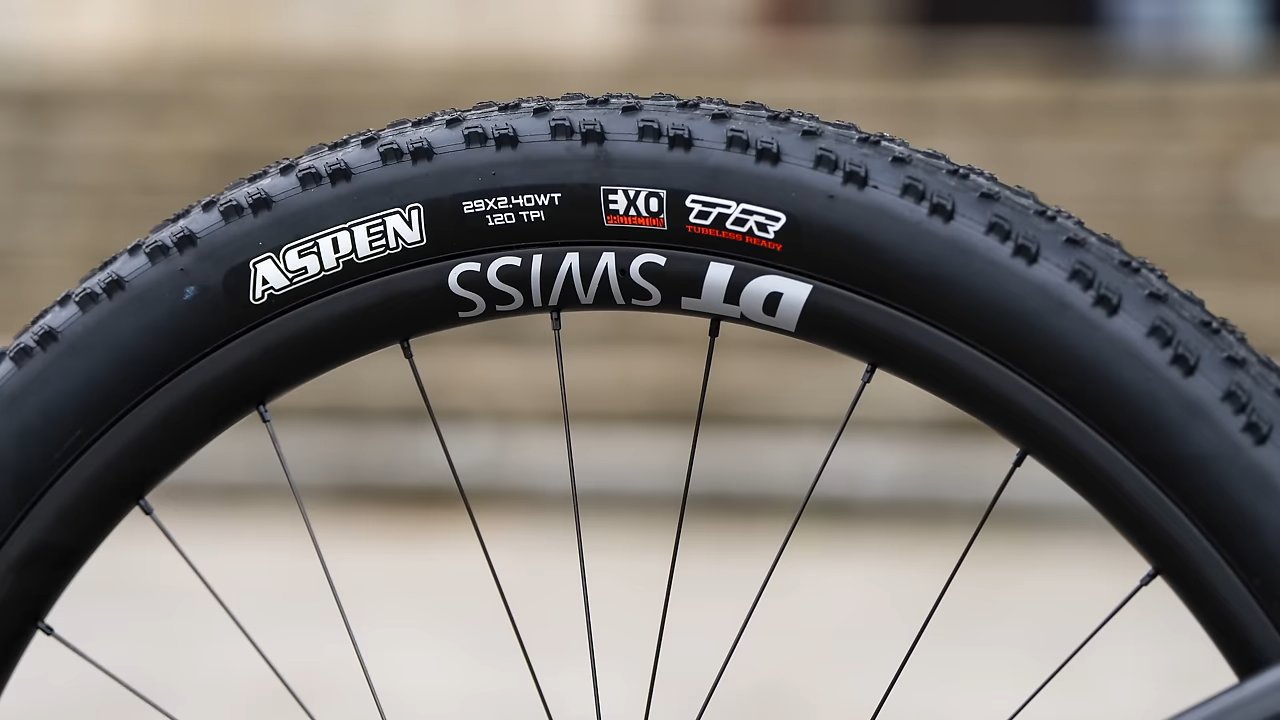 ASPEN
29X2.40WT
120 TPI
EXO
PROTECTION
TR
TUBELESS READY
DT SWISS